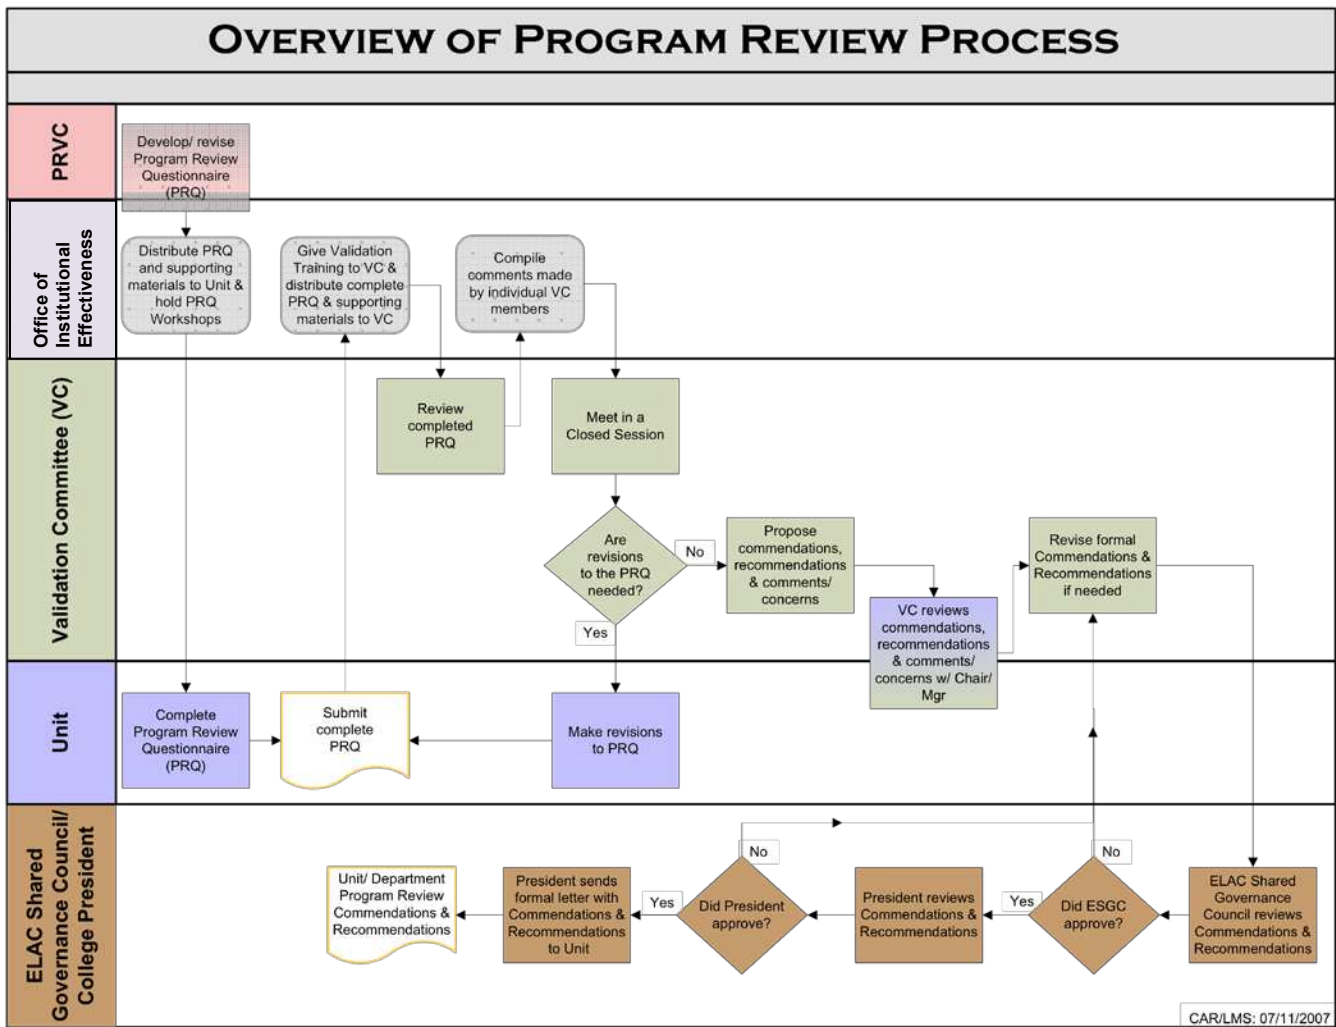 OVERVIEW OF PROGRAM REVIEW PROCESS
PRVC
Develop/ revise
Program Review
Questionnaire
(PRQ)
Office of
Institutional
Effectiveness
Distribute PRQ
and supporting
materials to Unit &
hold PRQ
Workshops
Give Validation
Training to VC &
distribute complete
PRQ & supporting
materials to VC
Compile
comments made
by individual VC
members
Validation Committee (VC)
Review
completed
PRQ
Meet in a
Closed Session
Are
revisions
to the PRQ
needed?
No
Yes
Propose
commendations,
recommendations
& comments/
concerns
VC reviews
commendations,
recommendations
& comments/
concerns w/ Chair/
Mgr
Revise formal
Commendations &
Recommendations
if needed
Unit
Complete
Program Review
Questionnaire
(PRQ)
Submit
complete
PRQ
Make revisions
to PRQ
ELAC Shared
Governance Council/
College President
Unit/ Department
Program Review
Commendations &
Recommendations
President sends
formal letter with
Commendations &
Recommendations
to Unit
Yes
Did President
approve?
No
President reviews
Commendations &
Recommendations
Yes
Did ESGC
approve?
No
ELAC Shared
Governance
Council reviews
Commendations &
Recommendations
CAR/LMS: 07/11/2007